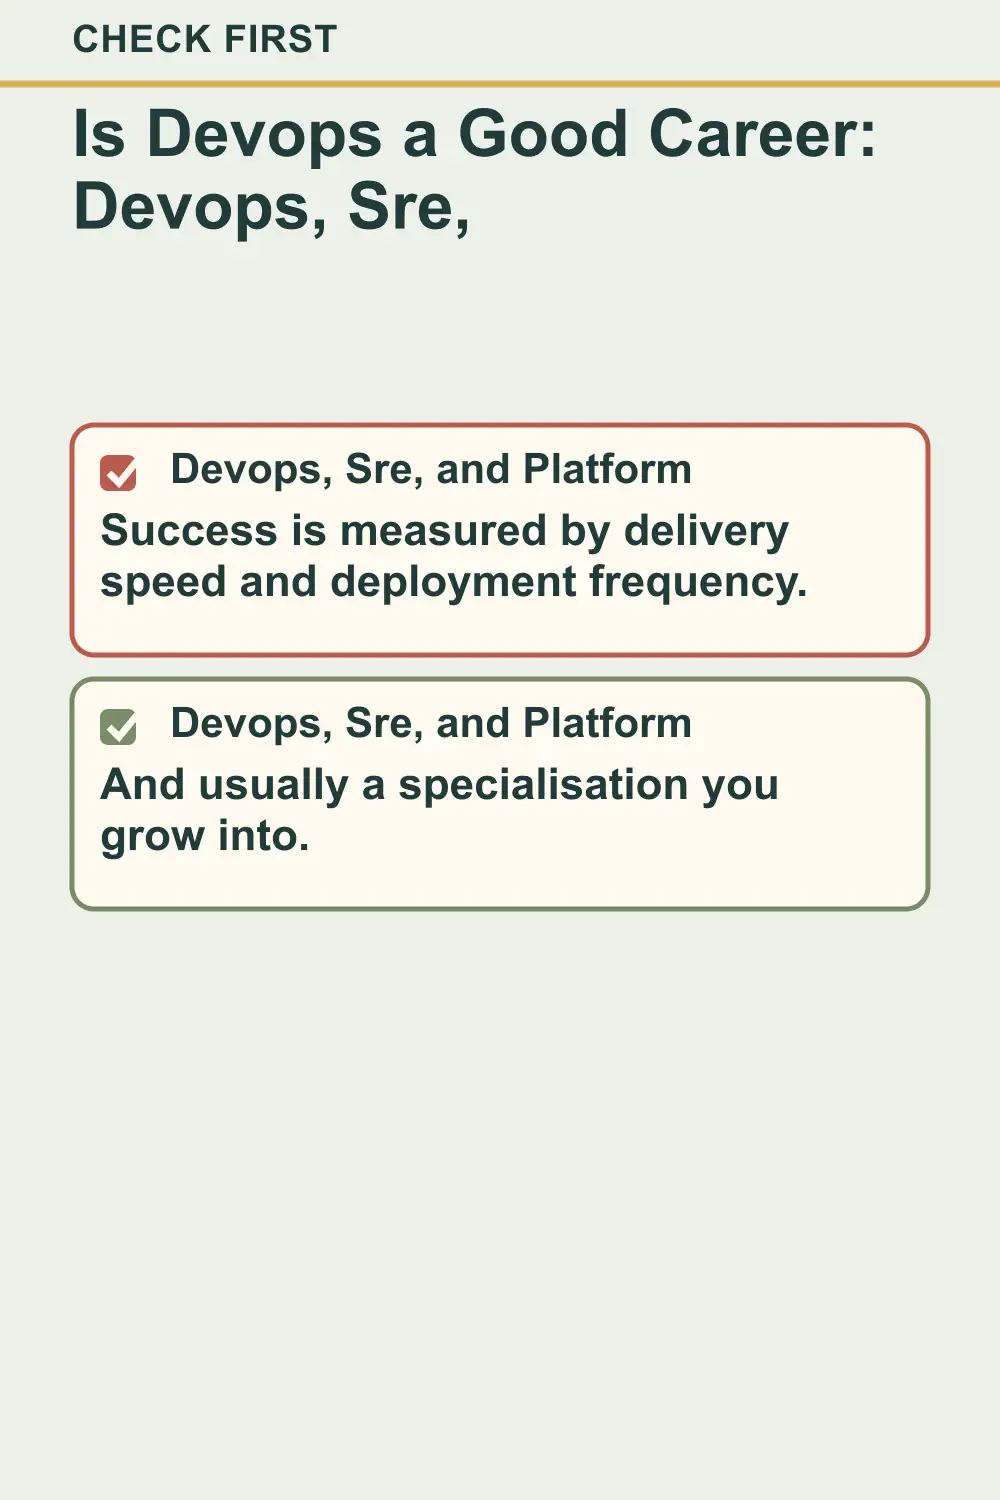 CHECK FIRST
Is Devops a Good Career:
Devops, Sre,
Devops, Sre, and Platform
Success is measured by delivery
speed and deployment frequency.
Devops, Sre, and Platform
And usually a specialisation you
grow into.